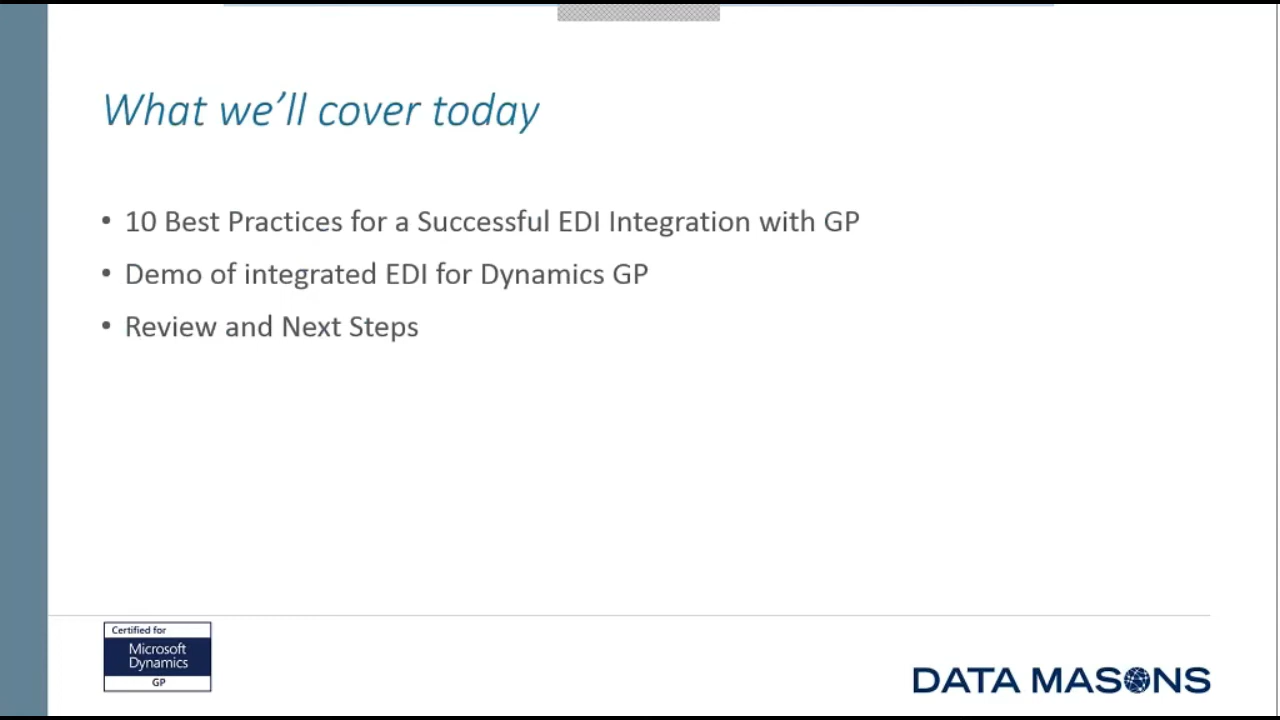 What we’ll cover today
• 10 Best Practices for a Successful EDI Integration with GP
• Demo of integrated EDI for Dynamics GP
• Review and Next Steps
Certified for
Microsoft
Dynamics
GP
DATA MASONS